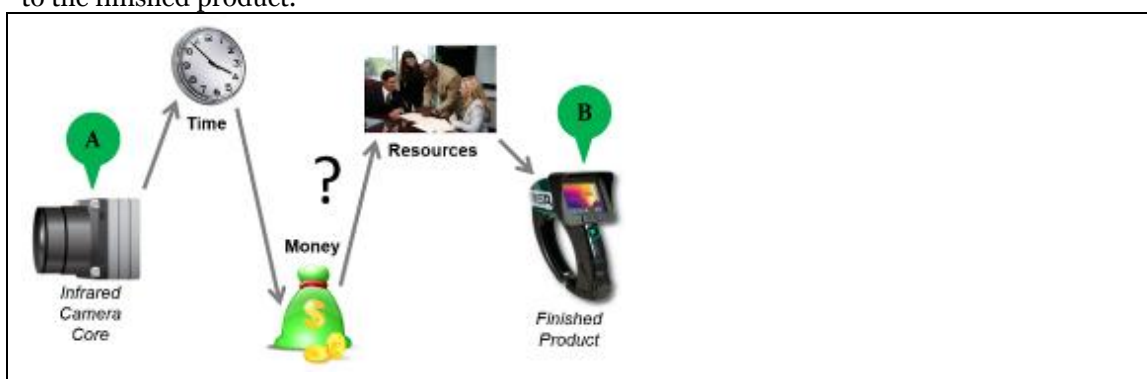 to the finished product.
A
Time
?
Money
Resources
B
Infrared
Camera
Core
Finished
Product
$